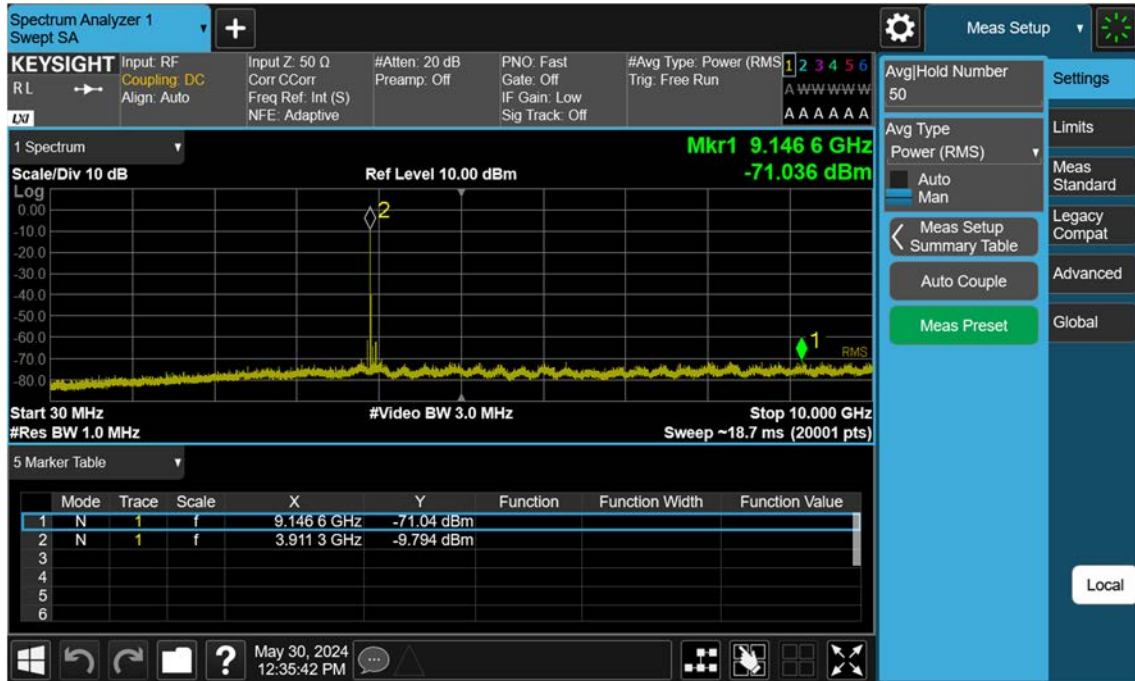 Spectrum Analyzer 1
Swept SA
Meas Setup
KEYSIGHT
RL
LXI
Input: RF
Coupling: DC
Align: Auto
Input Z: 50 Ω
Corr CCorr
Freq Ref: Int (S)
NFE: Adaptive
#Atten: 20 dB
Preamp: Off
PNO: Fast
Gate: Off
IF Gain: Low
Sig Track: Off
#Avg Type: Power (RMS
Trig: Free Run
1 2 3 4 5 6
A W W W W W
A A A A A A
1 Spectrum
Mkr1 9.146 6 GHz
-71.036 dBm
Scale/Div 10 dB
Ref Level 10.00 dBm
Log
0.00
-10.0
-20.0
-30.0
-40.0
-50.0
-60.0
-70.0
-80.0
2
1
RMS
Start 30 MHz
#Video BW 3.0 MHz
Stop 10.000 GHz
#Res BW 1.0 MHz
Sweep ~18.7 ms (20001 pts)
5 Marker Table
Mode Trace Scale X Y Function Function Width Function Value
1 N 1 f 9.146 6 GHz -71.04 dBm
2 N 1 f 3.911 3 GHz -9.794 dBm
3
4
5
6
Avg|Hold Number
50
Avg Type
Power (RMS)
Auto
Man
Meas Setup
Summary Table
Auto Couple
Meas Preset
Settings
Limits
Meas
Standard
Legacy
Compat
Advanced
Global
Local
?
May 30, 2024
12:35:42 PM